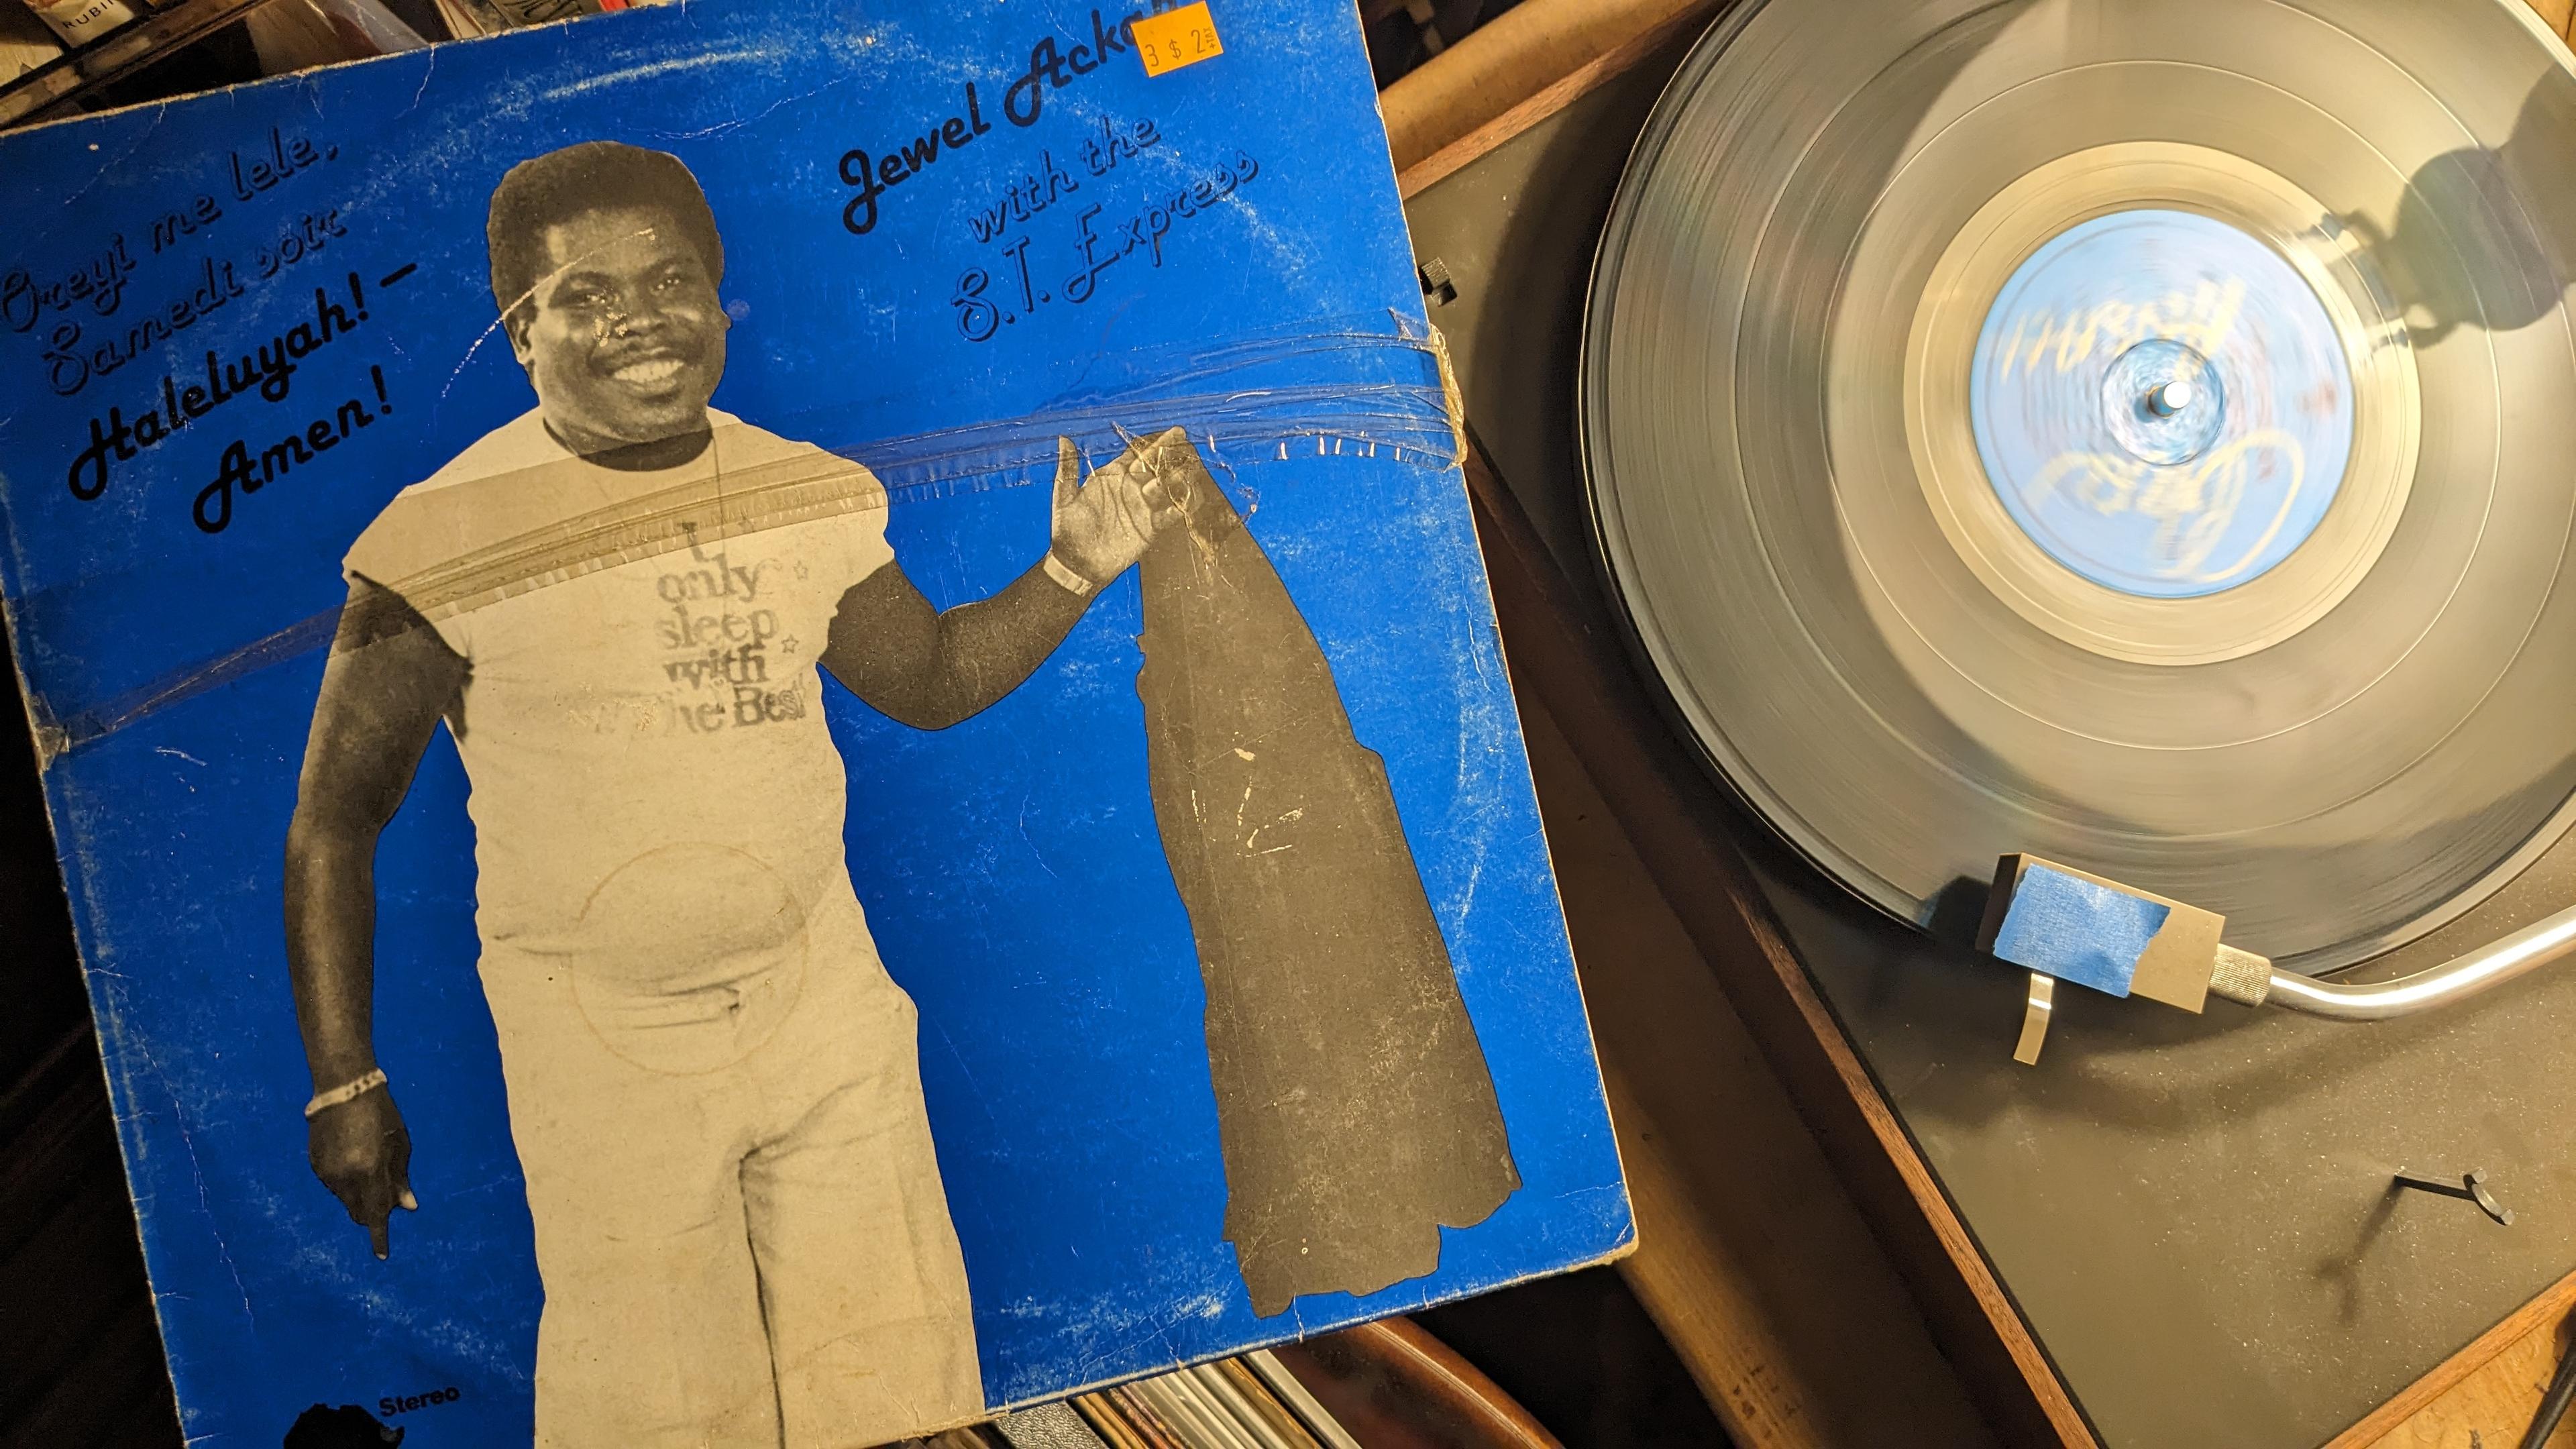 Oreyi me lele,
Samedi soir
Haleluyah! –
Amen!
Jewel Ackah
with the
S.T. Express
3 $ 2
I
only
sleep
with
The Best
Stereo